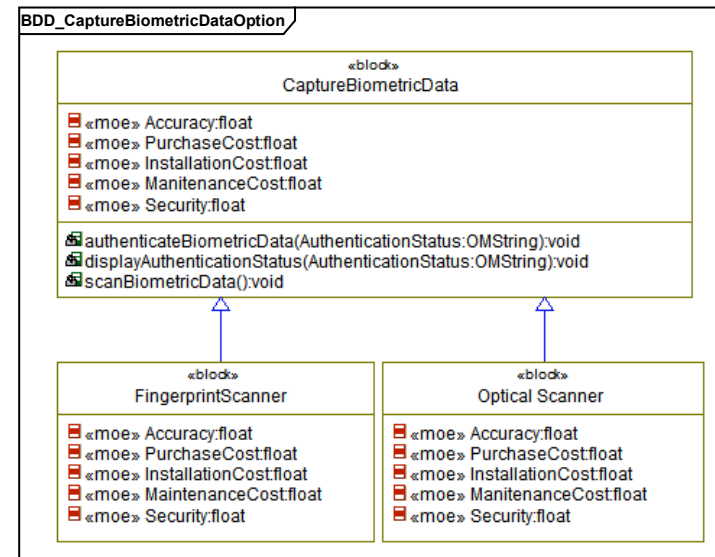 BDD_CaptureBiometricDataOption
«block»
CaptureBiometricData
«moe» Accuracy:float
«moe» PurchaseCost:float
«moe» InstallationCost:float
«moe» ManitenanceCost:float
«moe» Security:float
authenticateBiometricData(AuthenticationStatus:OMString):void
displayAuthenticationStatus(AuthenticationStatus:OMString):void
scanBiometricData():void
«block»
FingerprintScanner
«moe» Accuracy:float
«moe» PurchaseCost:float
«moe» InstallationCost:float
«moe» MaintenanceCost:float
«moe» Security:float
«block»
Optical Scanner
«moe» Accuracy:float
«moe» PurchaseCost:float
«moe» InstallationCost:float
«moe» ManitenanceCost:float
«moe» Security:float